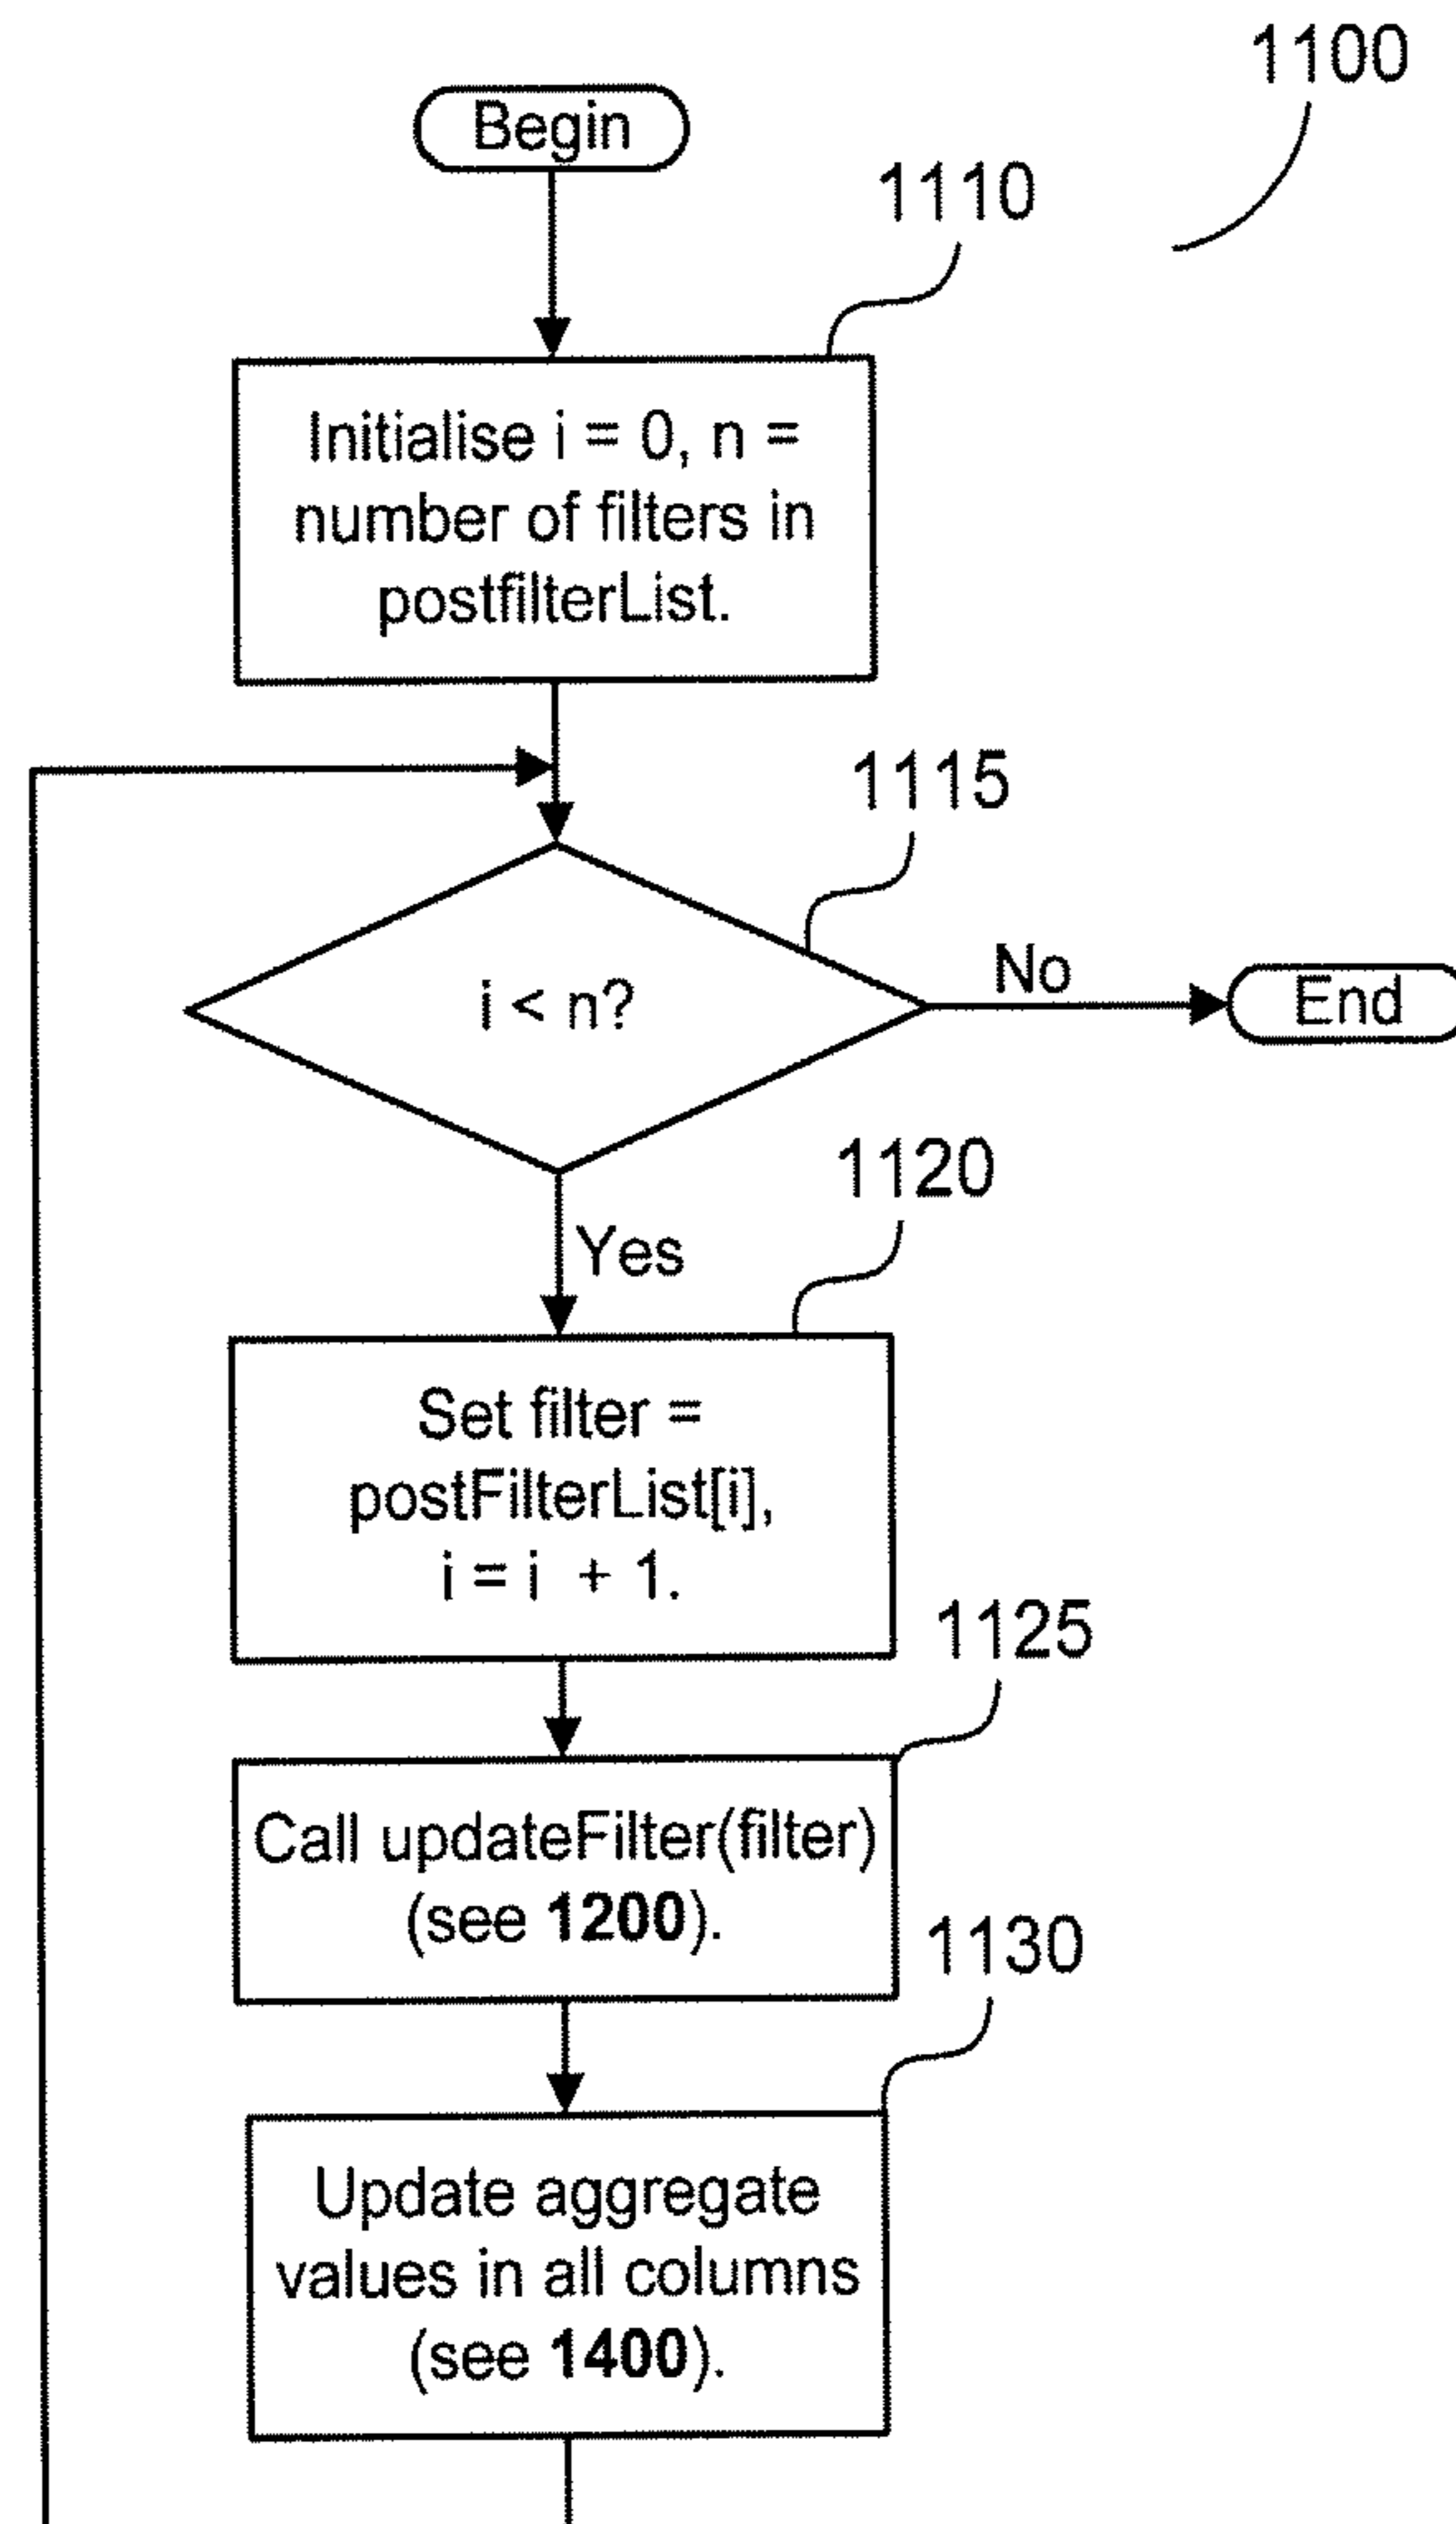 1100
Begin
1110
Initialise i = 0, n =
number of filters in
postfilterList.
1115
i < n?
No
End
1120
Yes
Set filter =
postFilterList[i],
i = i + 1.
1125
Call updateFilter(filter)
(see 1200).
1130
Update aggregate
values in all columns
(see 1400).